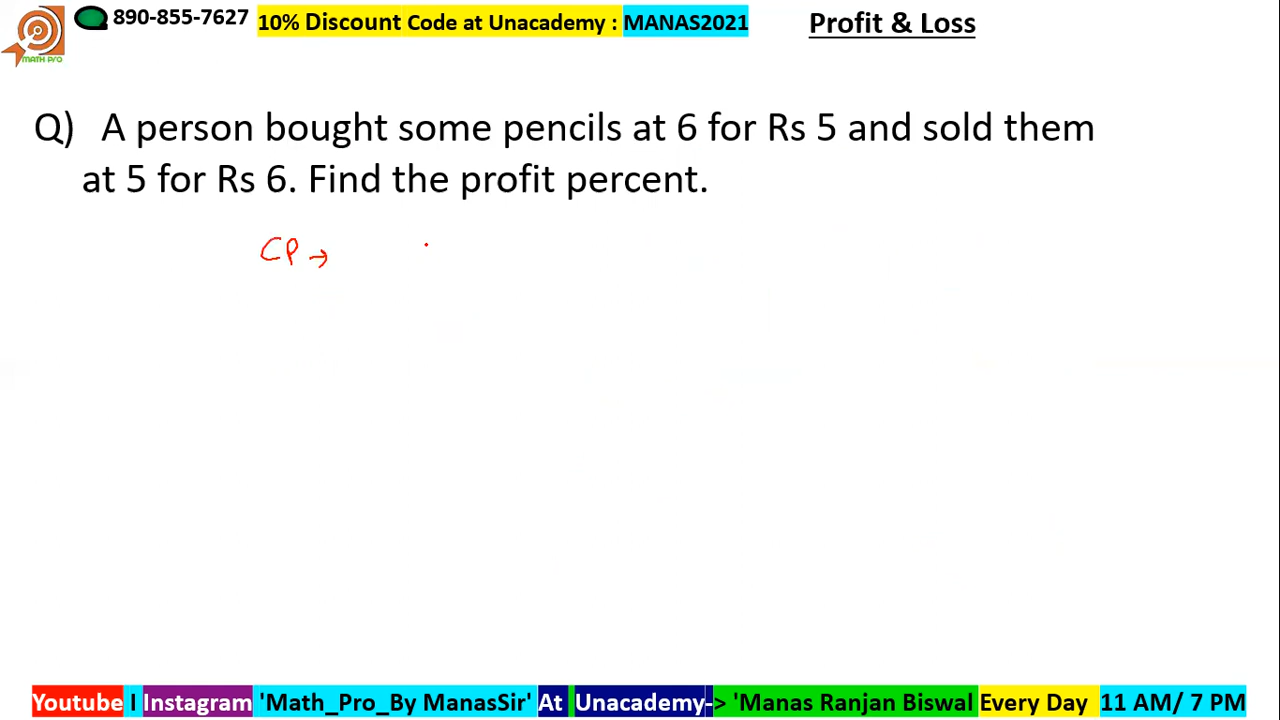 890-855-7627 10% Discount Code at Unacademy : MANAS2021 Profit & Loss
MATH PRO
Q) A person bought some pencils at 6 for Rs 5 and sold them
at 5 for Rs 6. Find the profit percent.
CP →
Youtube I Instagram 'Math_Pro_By ManasSir' At Unacademy-> 'Manas Ranjan Biswal Every Day 11 AM/ 7 PM